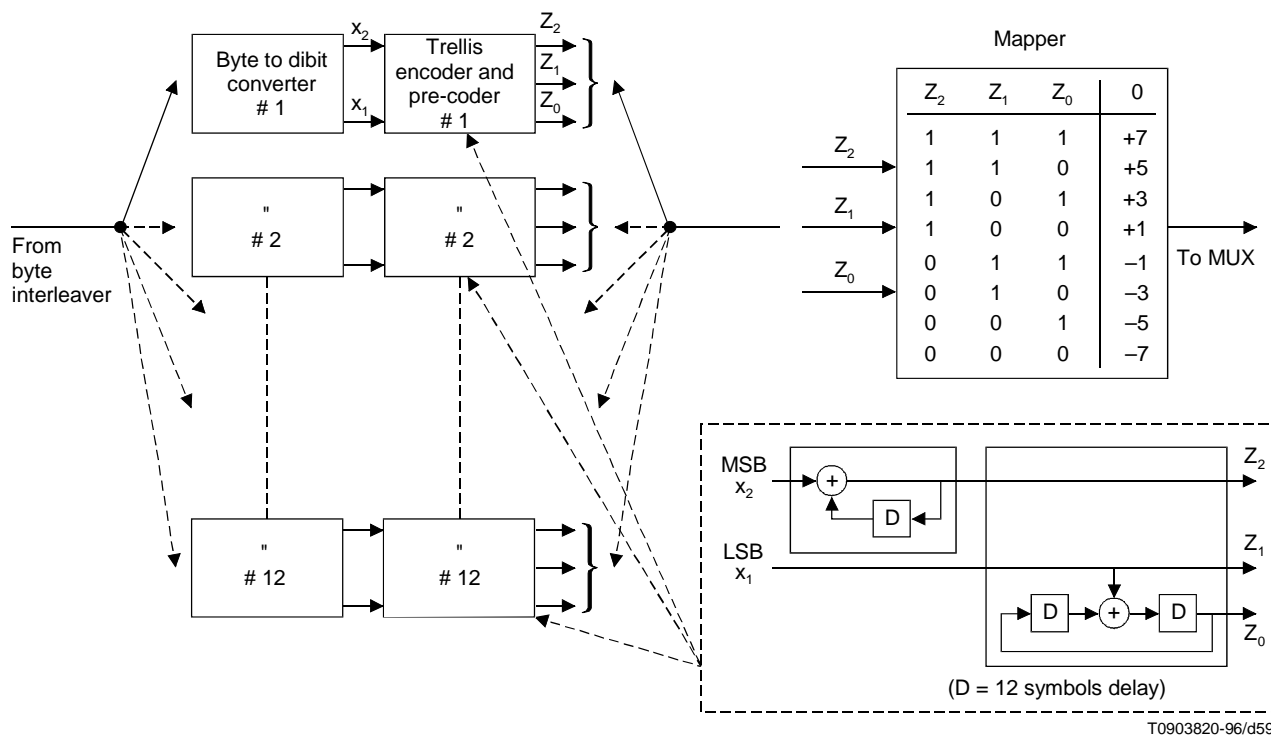 x2
Z2
Byte to dibit
converter
# 1
Trellis
encoder and
pre-coder
# 1
Z1
x1
Z0
"
# 2
"
# 2
From
byte
interleaver
"
# 12
"
# 12
Mapper
Z2 Z1 Z0 0
1 1 1 +7
1 1 0 +5
1 0 1 +3
1 0 0 +1
0 1 1 –1
0 1 0 –3
0 0 1 –5
0 0 0 –7
Z2
Z1
Z0
To MUX
MSB
x2
+
D
Z2
LSB
x1
Z1
D
+
D
Z0
(D = 12 symbols delay)
T0903820-96/d59